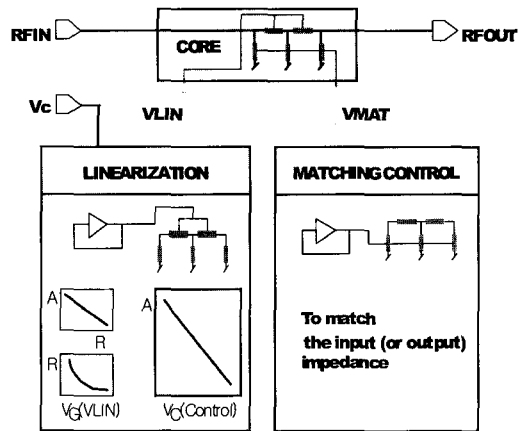 RFIN
CORE
RFOUT
Vc
VLIN
VMAT
LINEARIZATION
MATCHING CONTROL
A
R
R
VG(VLIN)
A
VC(Control)
To match
the input (or output)
impedance